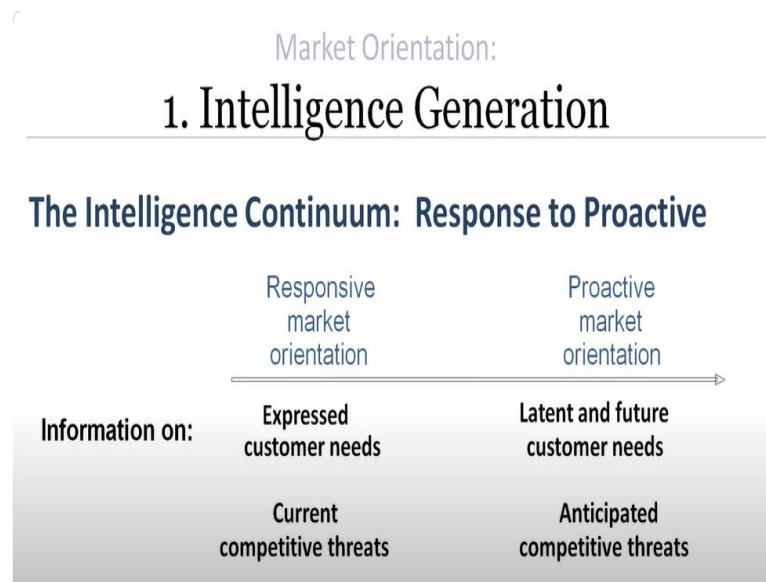 Market Orientation:
1. Intelligence Generation
The Intelligence Continuum: Response to Proactive
Responsive
market
orientation
Proactive
market
orientation
Information on:
Expressed
customer needs
Latent and future
customer needs
Current
competitive threats
Anticipated
competitive threats